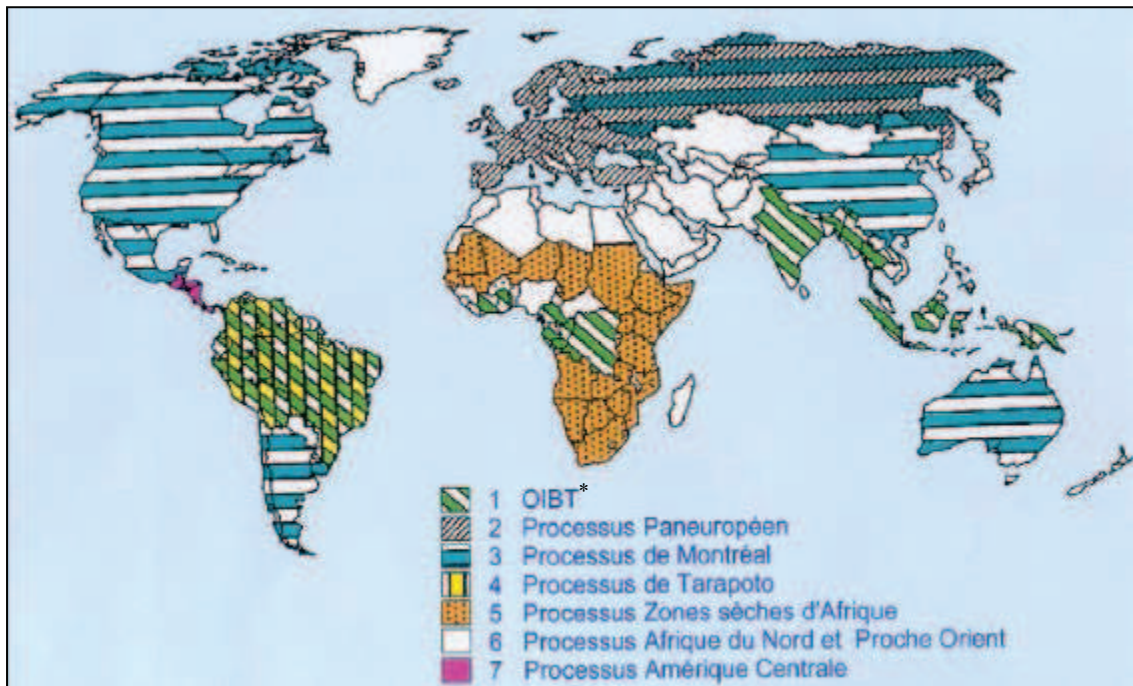 1 OIBT*
2 Processus Paneuropéen
3 Processus de Montréal
4 Processus de Tarapoto
5 Processus Zones sèches d'Afrique
6 Processus Afrique du Nord et Proche Orient
7 Processus Amérique Centrale